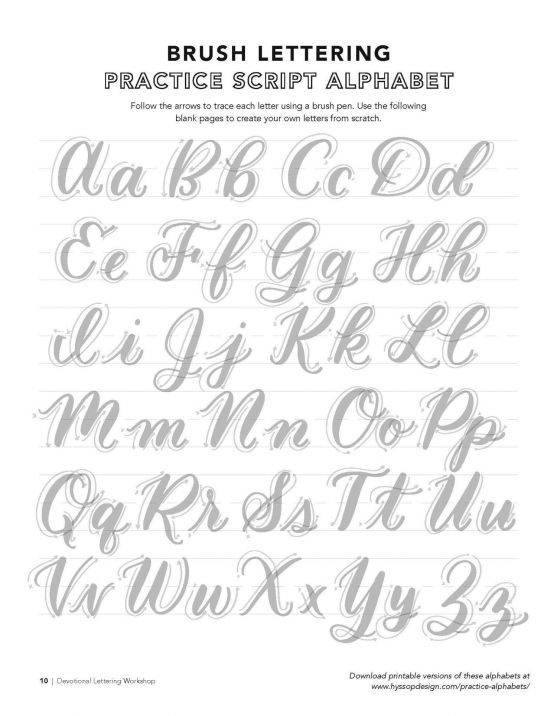 BRUSH LETTERING
PRACTICE SCRIPT ALPHABET
Follow the arrows to trace each letter using a brush pen. Use the following
blank pages to create your own letters from scratch.
Aa Bb Cc Dd
Ee Ff Gg Hh
Ii Jj Kk Ll
Mm Nn Oo Pp
Qq Rr Ss Tt Uu
Vv Ww Xx Yy Zz
10 | Devotional Lettering Workshop
Download printable versions of these alphabets at
www.hyssopdesign.com/practice-alphabets/